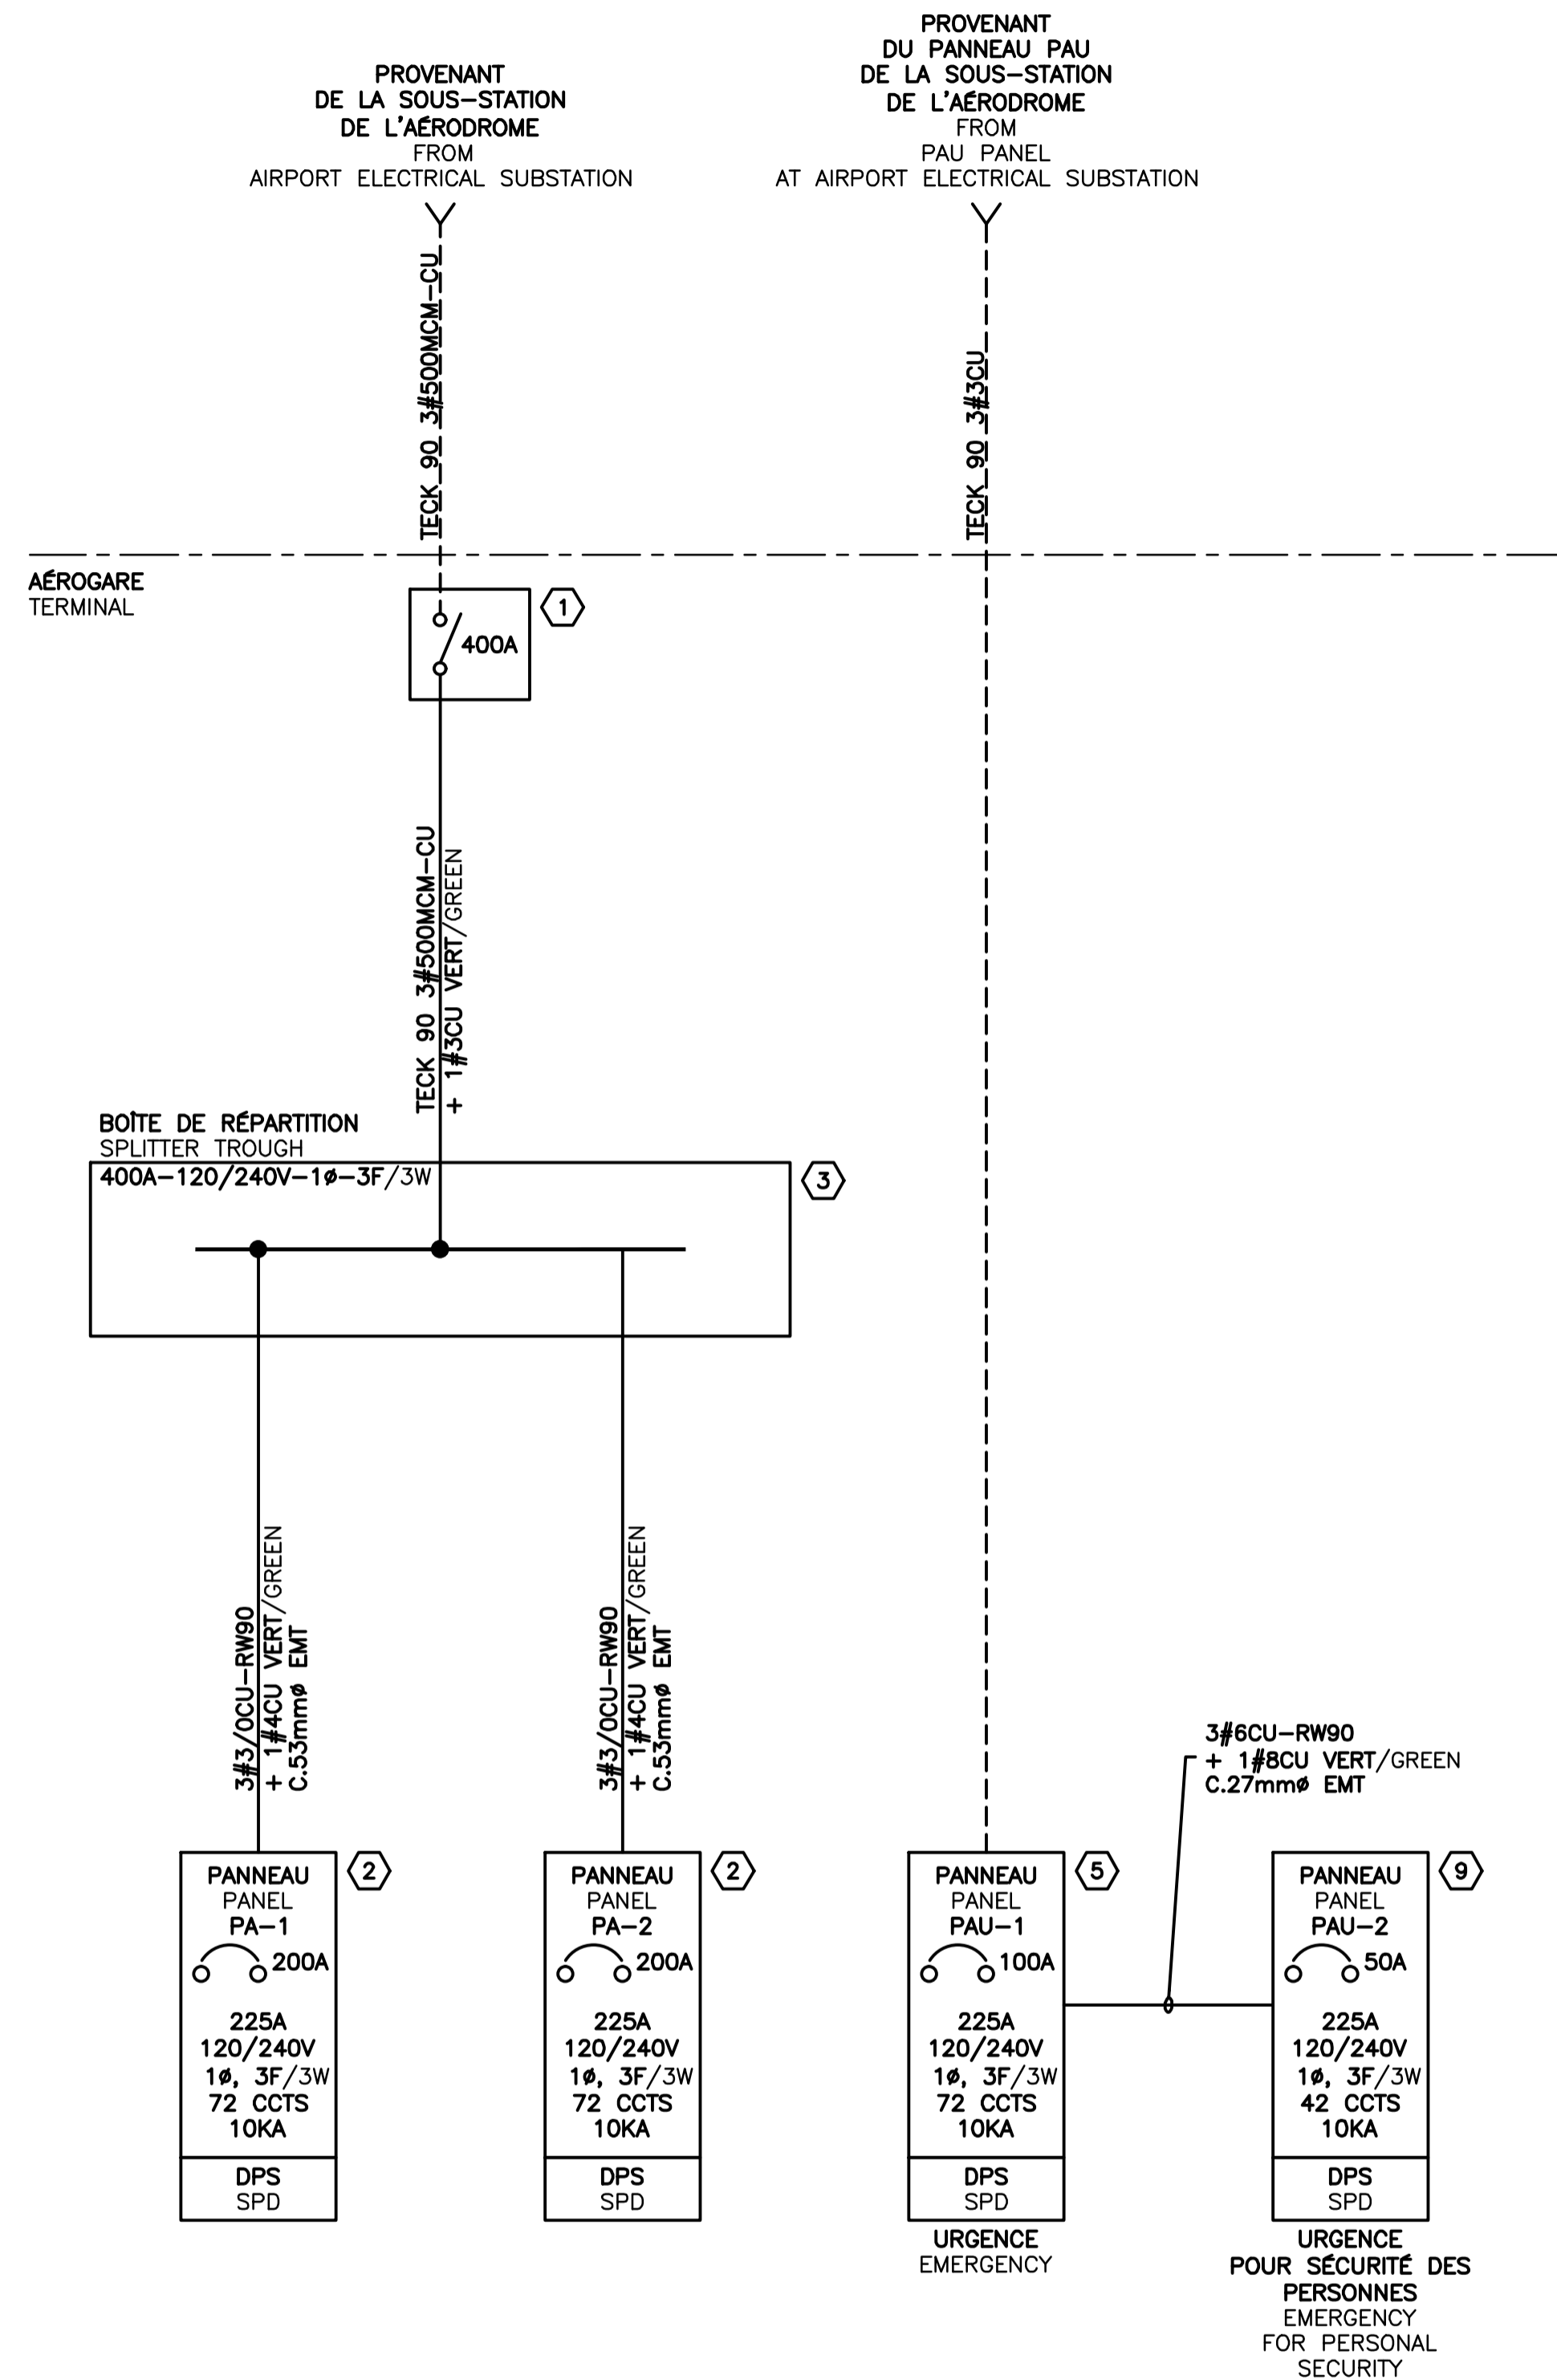 PROVENANT
DE LA SOUS-STATION
DE L'AÉRODROME
FROM
AIRPORT ELECTRICAL SUBSTATION
PROVENANT
DU PANNEAU PAU
DE LA SOUS-STATION
DE L'AÉRODROME
FROM
PAU PANEL
AT AIRPORT ELECTRICAL SUBSTATION
TECK 90 3#500MCM-CU
TECK 90 3#3CU
AÉROGARE
TERMINAL
1
400A
TECK 90 3#500MCM-CU
+ 1#3CU VERT/GREEN
BOÎTE DE RÉPARTITION
SPLITTER TROUGH
400A-120/240V-1ø-3F/3W
3
3#3/0CU-RW90
+ 1#4CU VERT/GREEN
C.53mmø EMT
3#3/0CU-RW90
+ 1#4CU VERT/GREEN
C.53mmø EMT
3#6CU-RW90
+ 1#8CU VERT/GREEN
C.27mmø EMT
PANNEAU
PANEL
PA-1
200A
225A
120/240V
1ø, 3F/3W
72 CCTS
10KA
DPS
SPD
2
PANNEAU
PANEL
PA-2
200A
225A
120/240V
1ø, 3F/3W
72 CCTS
10KA
DPS
SPD
2
PANNEAU
PANEL
PAU-1
100A
225A
120/240V
1ø, 3F/3W
72 CCTS
10KA
DPS
SPD
5
URGENCE
EMERGENCY
PANNEAU
PANEL
PAU-2
50A
225A
120/240V
1ø, 3F/3W
42 CCTS
10KA
DPS
SPD
9
URGENCE
POUR SÉCURITÉ DES
PERSONNES
EMERGENCY
FOR PERSONAL
SECURITY